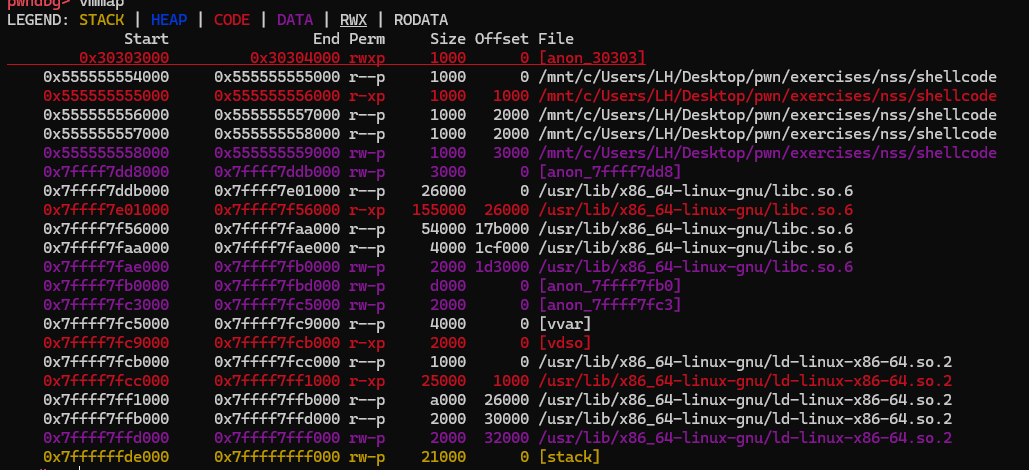 pwndbg> vmmap
LEGEND: STACK | HEAP | CODE | DATA | RWX | RODATA
Start End Perm Size Offset File
0x30303000 0x30304000 rwxp 1000 0 [anon_30303]
0x555555554000 0x555555555000 r--p 1000 0 /mnt/c/Users/LH/Desktop/pwn/exercises/nss/shellcode
0x555555555000 0x555555556000 r-xp 1000 1000 /mnt/c/Users/LH/Desktop/pwn/exercises/nss/shellcode
0x555555556000 0x555555557000 r--p 1000 2000 /mnt/c/Users/LH/Desktop/pwn/exercises/nss/shellcode
0x555555557000 0x555555558000 r--p 1000 2000 /mnt/c/Users/LH/Desktop/pwn/exercises/nss/shellcode
0x555555558000 0x555555559000 rw-p 1000 3000 /mnt/c/Users/LH/Desktop/pwn/exercises/nss/shellcode
0x7ffff7dd8000 0x7ffff7ddb000 rw-p 3000 0 [anon_7ffff7dd8]
0x7ffff7ddb000 0x7ffff7e01000 r--p 26000 0 /usr/lib/x86_64-linux-gnu/libc.so.6
0x7ffff7e01000 0x7ffff7f56000 r-xp 155000 26000 /usr/lib/x86_64-linux-gnu/libc.so.6
0x7ffff7f56000 0x7ffff7faa000 r--p 54000 17b000 /usr/lib/x86_64-linux-gnu/libc.so.6
0x7ffff7faa000 0x7ffff7fae000 r--p 4000 1cf000 /usr/lib/x86_64-linux-gnu/libc.so.6
0x7ffff7fae000 0x7ffff7fb0000 rw-p 2000 1d3000 /usr/lib/x86_64-linux-gnu/libc.so.6
0x7ffff7fb0000 0x7ffff7fbd000 rw-p d000 0 [anon_7ffff7fb0]
0x7ffff7fc3000 0x7ffff7fc5000 rw-p 2000 0 [anon_7ffff7fc3]
0x7ffff7fc5000 0x7ffff7fc9000 r--p 4000 0 [vvar]
0x7ffff7fc9000 0x7ffff7fcb000 r-xp 2000 0 [vdso]
0x7ffff7fcb000 0x7ffff7fcc000 r--p 1000 0 /usr/lib/x86_64-linux-gnu/ld-linux-x86-64.so.2
0x7ffff7fcc000 0x7ffff7ff1000 r-xp 25000 1000 /usr/lib/x86_64-linux-gnu/ld-linux-x86-64.so.2
0x7ffff7ff1000 0x7ffff7ffb000 r--p a000 26000 /usr/lib/x86_64-linux-gnu/ld-linux-x86-64.so.2
0x7ffff7ffb000 0x7ffff7ffd000 r--p 2000 30000 /usr/lib/x86_64-linux-gnu/ld-linux-x86-64.so.2
0x7ffff7ffd000 0x7ffff7fff000 rw-p 2000 32000 /usr/lib/x86_64-linux-gnu/ld-linux-x86-64.so.2
0x7ffffffde000 0x7ffffffff000 rw-p 21000 0 [stack]